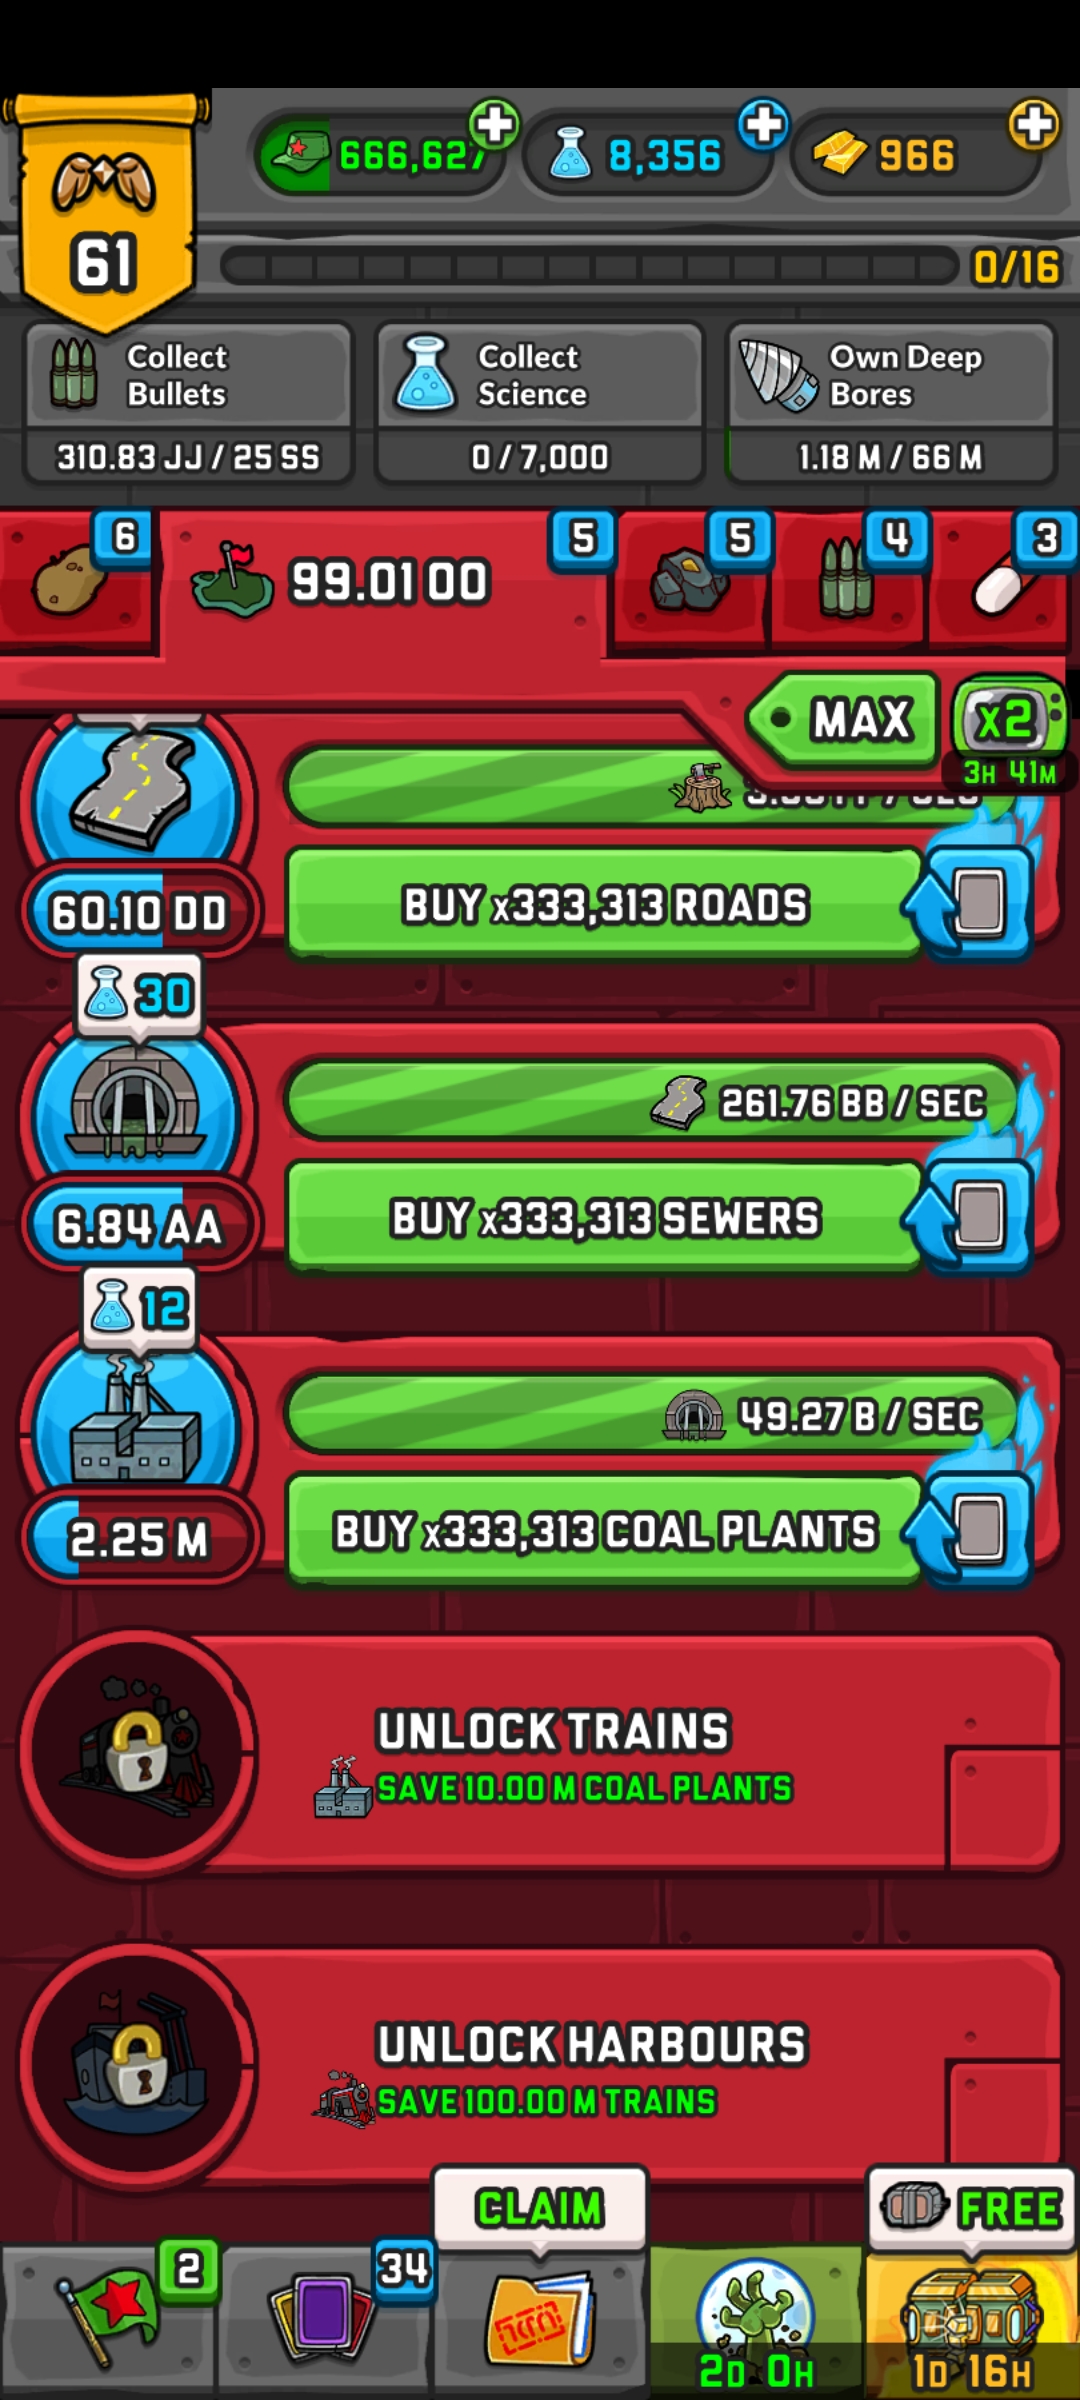 666,627
8,356
966
61
0/16
Collect
Bullets
310.83 JJ / 25 SS
Collect
Science
0 / 7,000
Own Deep
Bores
1.18 M / 66 M
6
99.01 OO
5
5
4
3
MAX
x2
3H 41M
60.10 DD
BUY x333,313 ROADS
30
261.76 BB / SEC
6.84 AA
BUY x333,313 SEWERS
12
49.27 B / SEC
2.25 M
BUY x333,313 COAL PLANTS
UNLOCK TRAINS
SAVE 10.00 M COAL PLANTS
UNLOCK HARBOURS
SAVE 100.00 M TRAINS
CLAIM
FREE
2
34
2D 0H
1D 16H